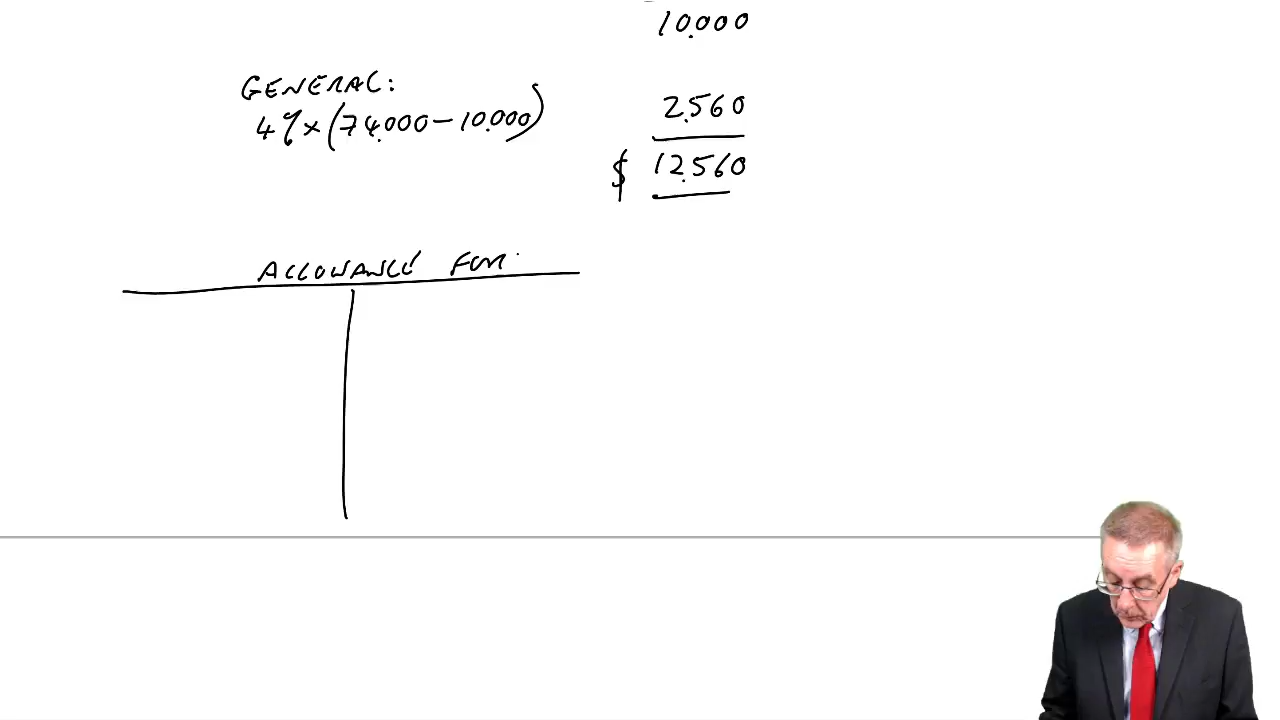 10.000
GENERAL:
4% × (74.000 - 10.000) 2.560
$ 12.560
ALLOWANCE FOR